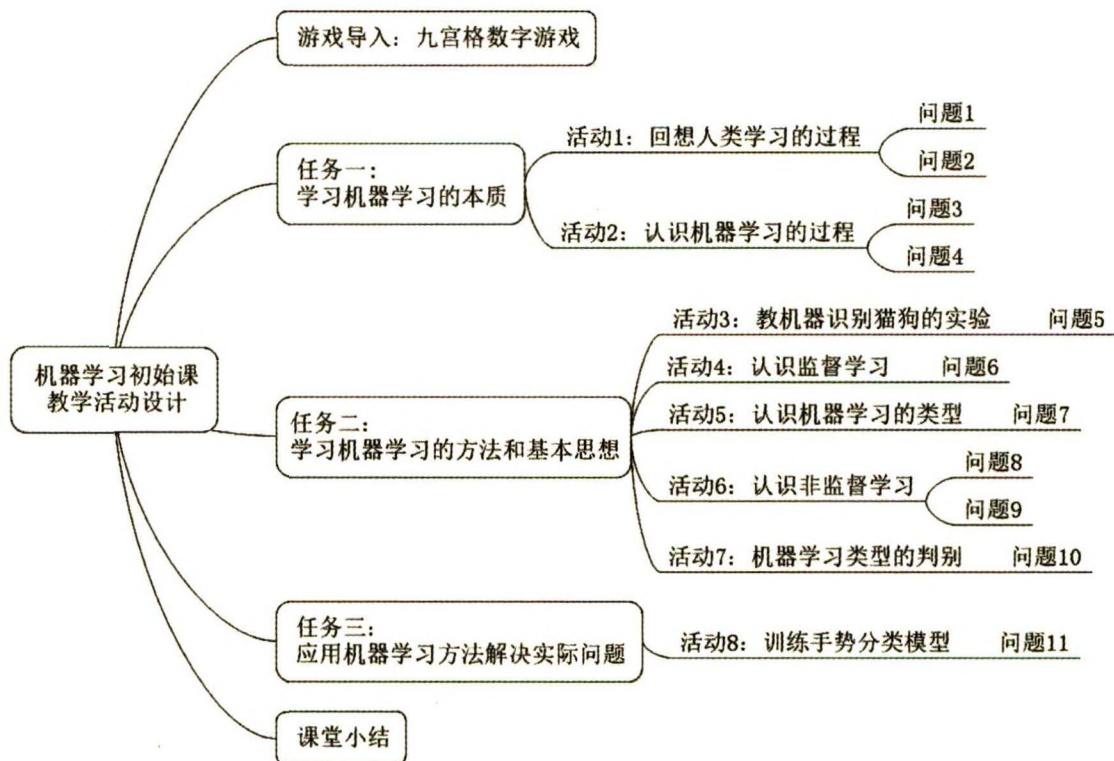 游戏导入：九宫格数字游戏
任务一：
学习机器学习的本质
活动1：回想人类学习的过程
问题1
问题2
活动2：认识机器学习的过程
问题3
问题4
机器学习初始课
教学活动设计
任务二：
学习机器学习的方法和基本思想
活动3：教机器识别猫狗的实验 问题5
活动4：认识监督学习 问题6
活动5：认识机器学习的类型 问题7
活动6：认识非监督学习
问题8
问题9
活动7：机器学习类型的判别 问题10
任务三：
应用机器学习方法解决实际问题
活动8：训练手势分类模型 问题11
课堂小结